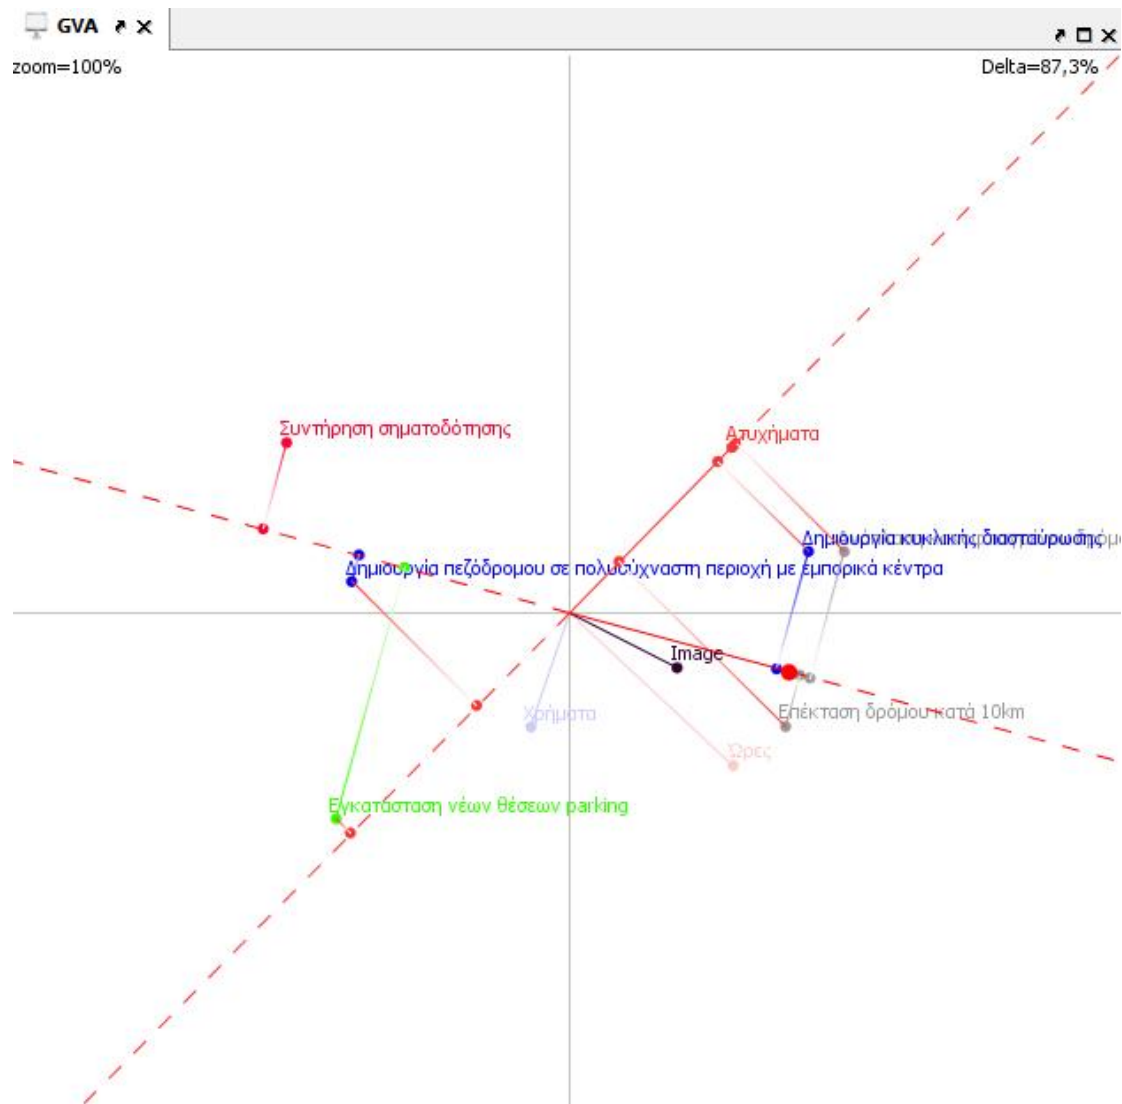 GVA
zoom=100%
Delta=87,3%
Συντήρηση σηματοδότησης
Ατυχήματα
Δημιουργία κυκλικής διασταύρωσης
δρόμο
Δημιουργία πεζόδρομου σε πολυσύχναστη περιοχή με εμπορικά κέντρα
Image
Χρήματα
Επέκταση δρόμου κατά 10km
Ώρες
Εγκατάσταση νέων θέσεων parking